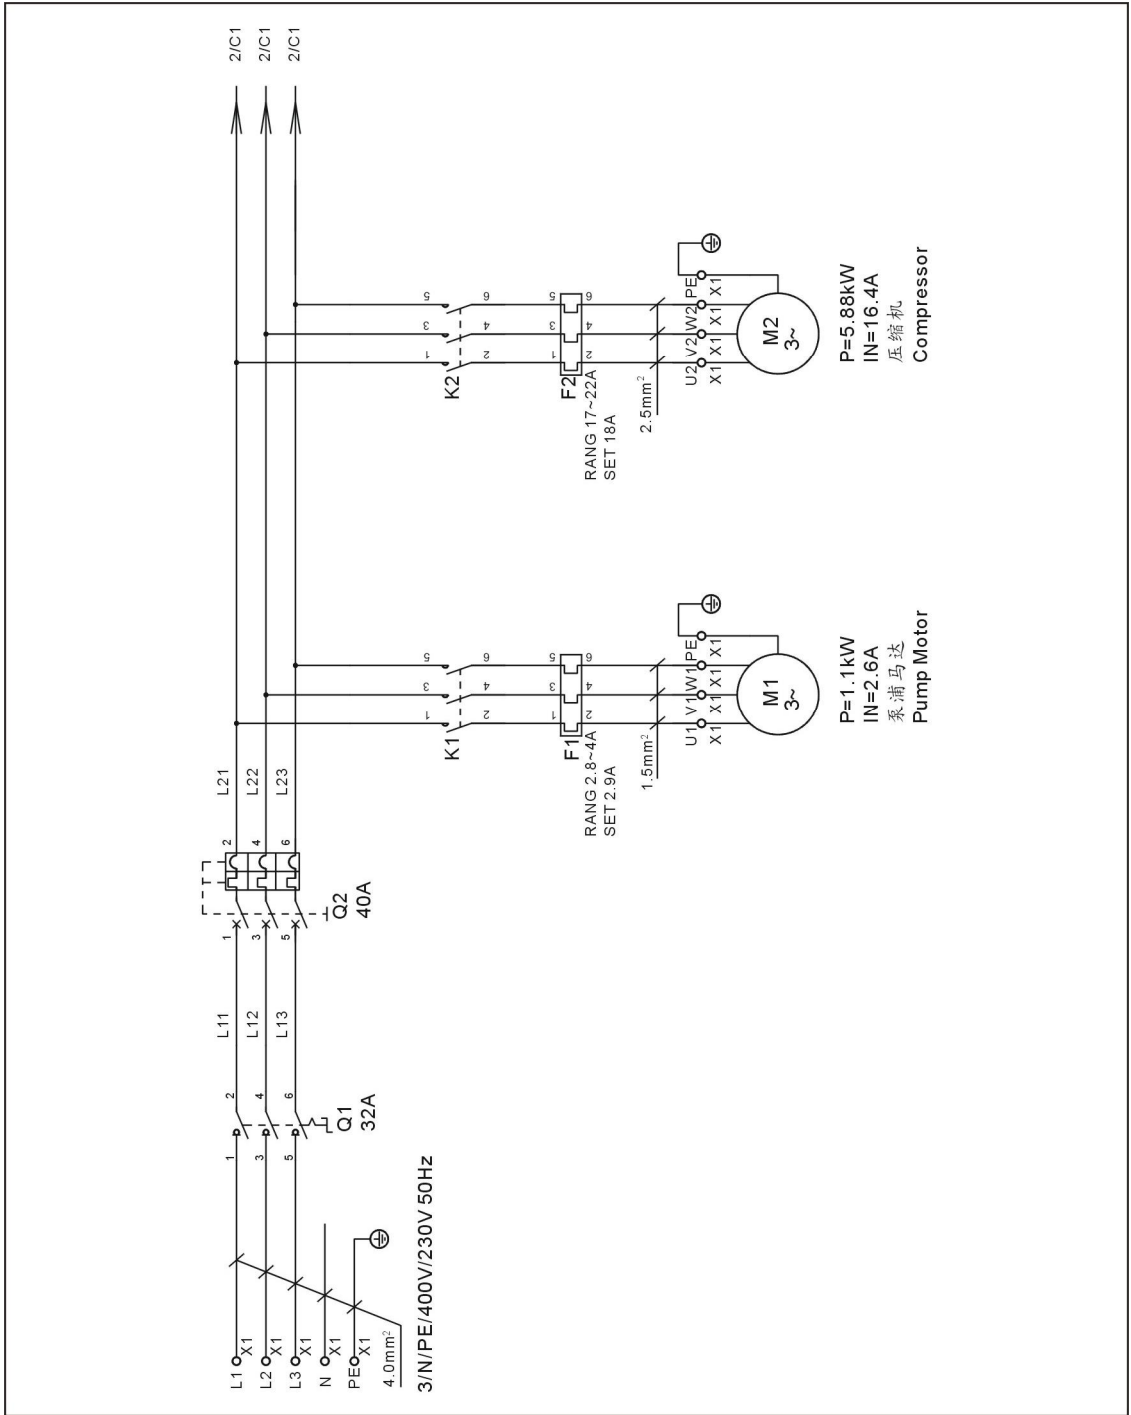 L1
X1
L2
X1
L3
X1
N
X1
PE
X1
4.0mm²
3/N/PE/400V/230V 50Hz
1
2
3
4
5
6
Q1
32A
L11
L12
L13
1
2
3
4
5
6
Q2
40A
L21
L22
L23
2/C1
2/C1
2/C1
1
3
5
K1
2
4
6
1
3
5
F1
2
4
6
RANG 2.8~4A
SET 2.9A
1.5mm²
U1 V1 W1 PE
X1 X1 X1 X1
M1
3~
P=1.1kW
IN=2.6A
泵浦马达
Pump Motor
1
3
5
K2
2
4
6
1
3
5
F2
2
4
6
RANG 17~22A
SET 18A
2.5mm²
U2 V2 W2 PE
X1 X1 X1 X1
M2
3~
P=5.88kW
IN=16.4A
压缩机
Compressor